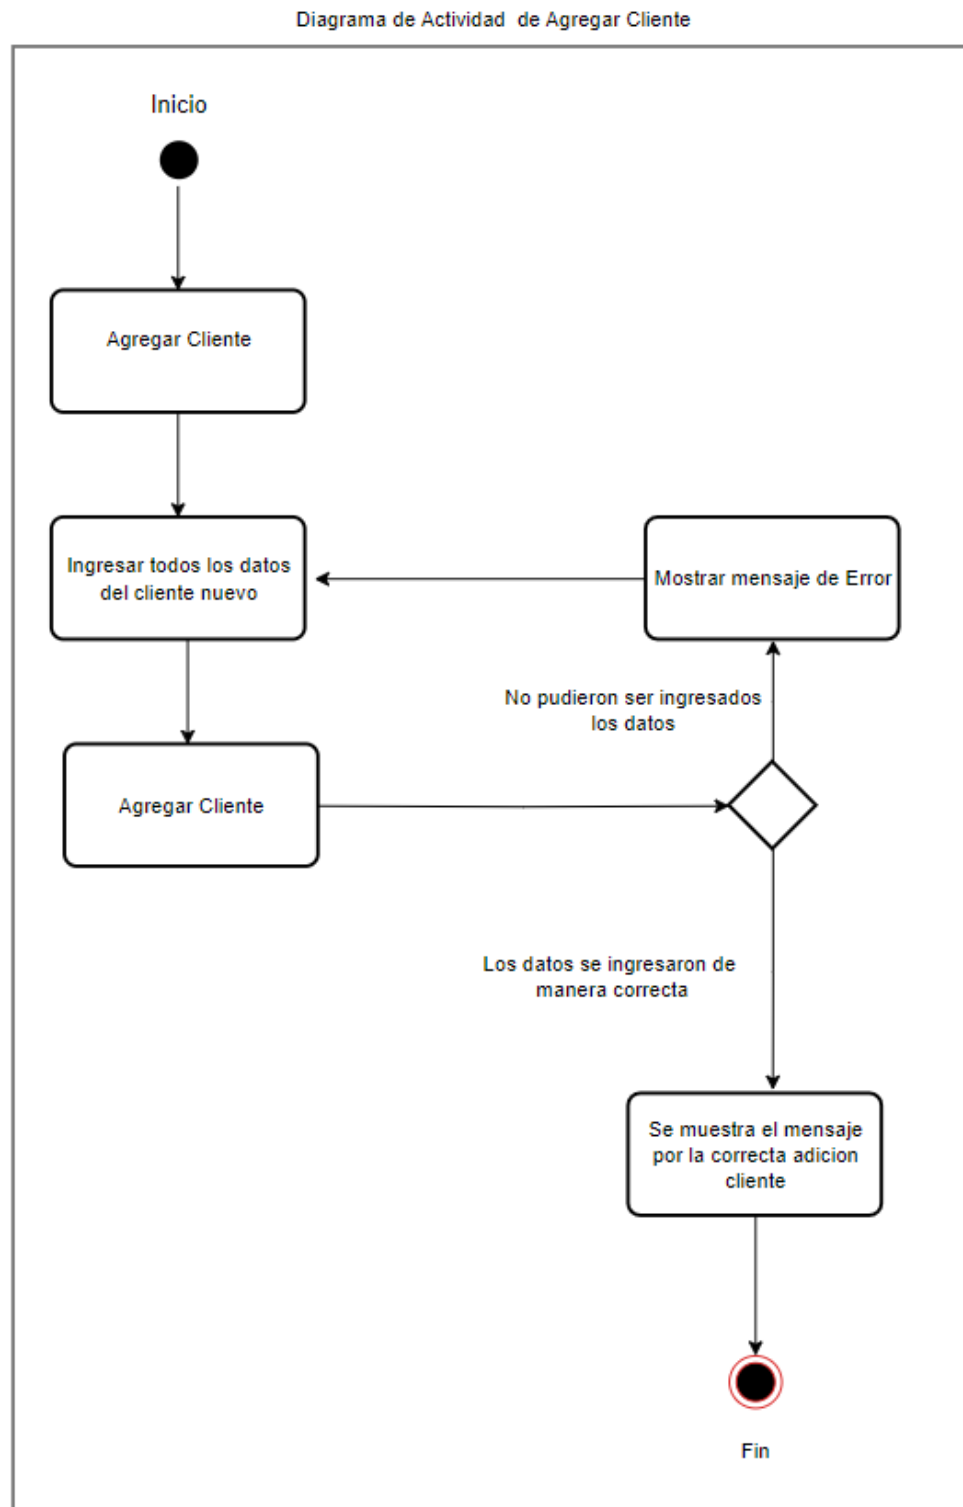 Diagrama de Actividad  de Agregar Cliente
Inicio
Agregar Cliente
Ingresar todos los datos
del cliente nuevo
Mostrar mensaje de Error
No pudieron ser ingresados
los datos
Agregar Cliente
Los datos se ingresaron de
manera correcta
Se muestra el mensaje
por la correcta adicion
cliente
Fin